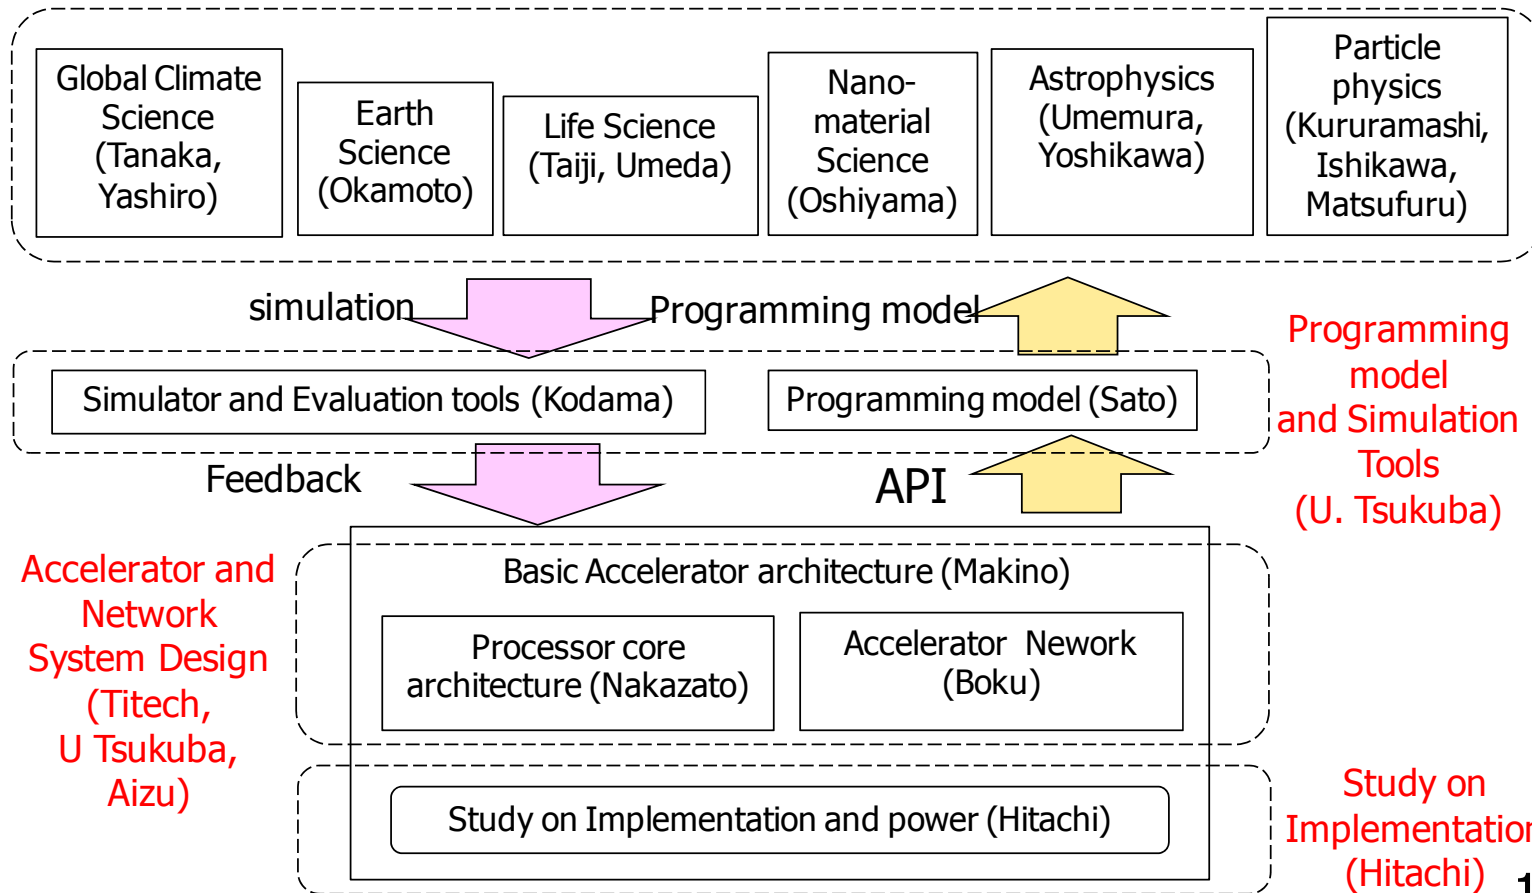 Global Climate
Science
(Tanaka,
Yashiro)
Earth
Science
(Okamoto)
Life Science
(Taiji, Umeda)
Nano-
material
Science
(Oshiyama)
Astrophysics
(Umemura,
Yoshikawa)
Particle
physics
(Kururamashi,
Ishikawa,
Matsufuru)
simulation
Programming model
Simulator and Evaluation tools (Kodama)
Programming model (Sato)
Programming
model
and Simulation
Tools
(U. Tsukuba)
Feedback
API
Accelerator and
Network
System Design
(Titech,
U Tsukuba,
Aizu)
Basic Accelerator architecture (Makino)
Processor core
architecture (Nakazato)
Accelerator Nework
(Boku)
Study on Implementation and power (Hitachi)
Study on
Implementation
(Hitachi)
1